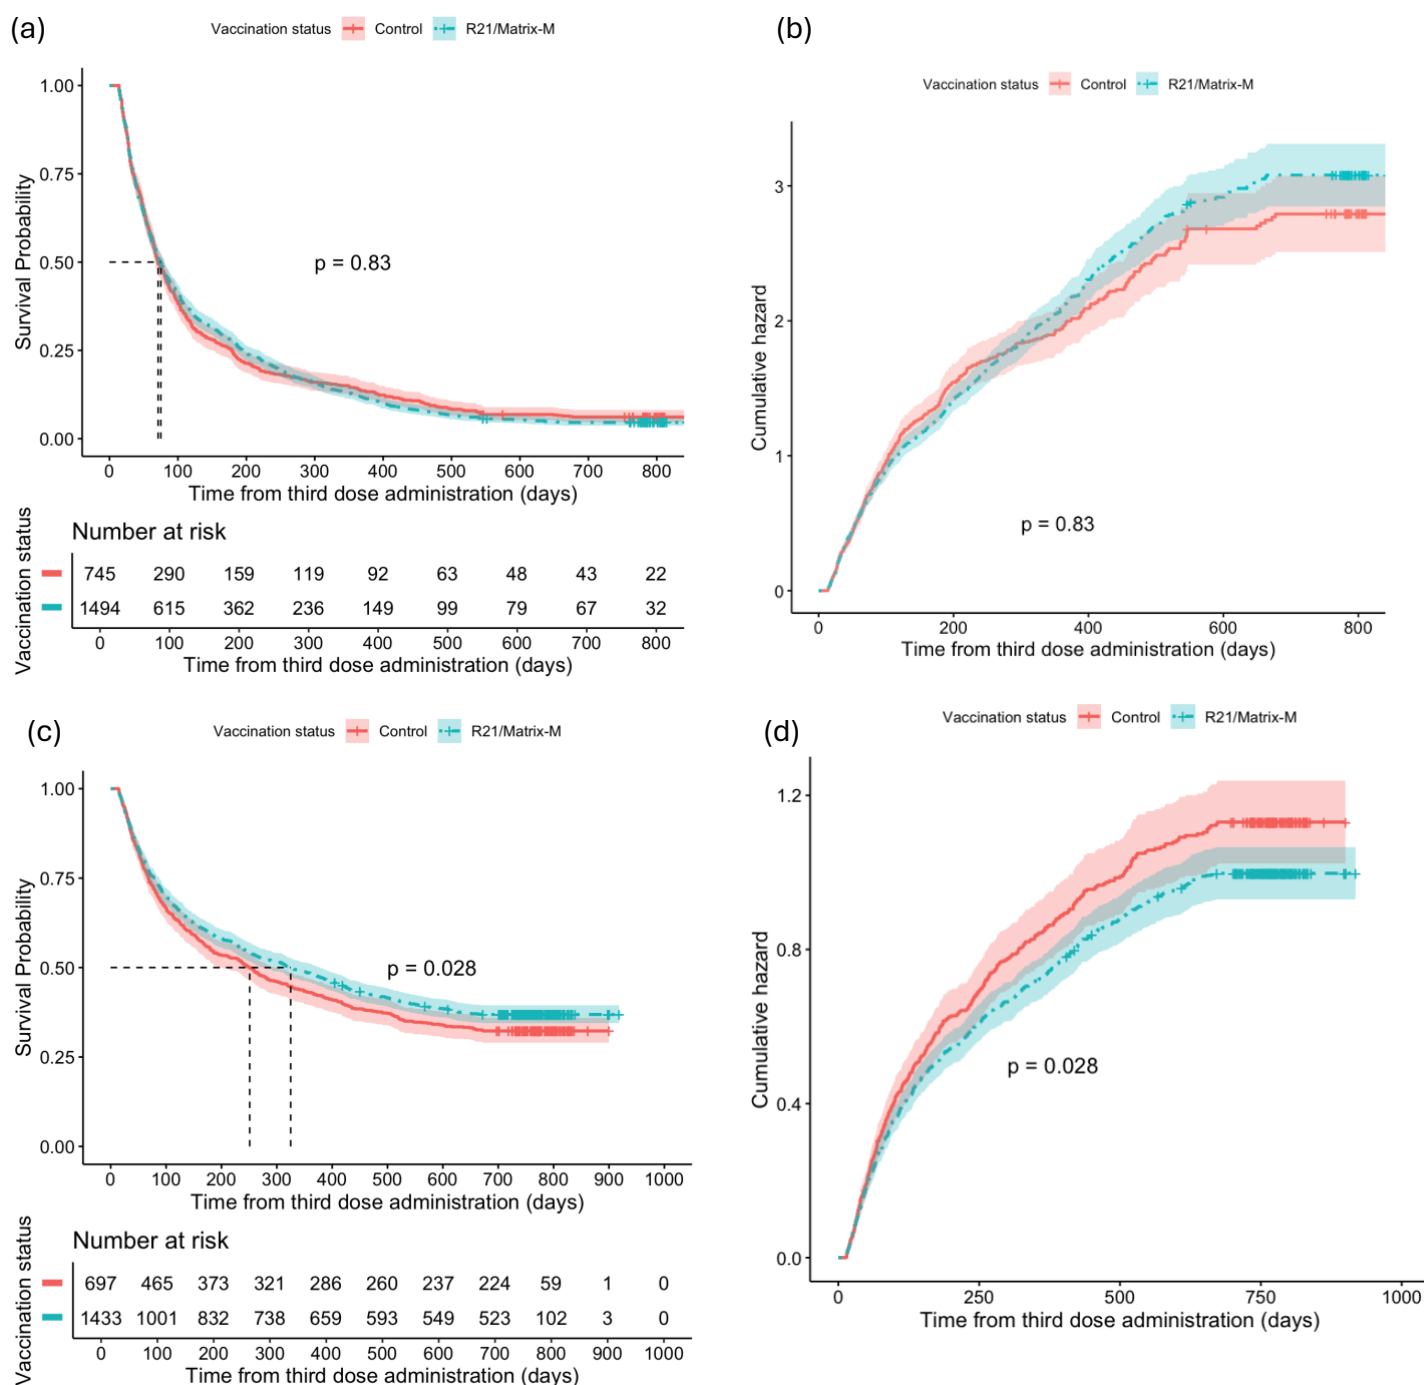 (a)
Vaccination status Control R21/Matrix-M
Survival Probability
1.00
0.75
0.50
0.25
0.00
p = 0.83
0 100 200 300 400 500 600 700 800
Time from third dose administration (days)
Number at risk
Vaccination status
745 290 159 119 92 63 48 43 22
1494 615 362 236 149 99 79 67 32
0 100 200 300 400 500 600 700 800
Time from third dose administration (days)
(b)
Vaccination status Control R21/Matrix-M
Cumulative hazard
3
2
1
0
p = 0.83
0 200 400 600 800
Time from third dose administration (days)
(c)
Vaccination status Control R21/Matrix-M
Survival Probability
1.00
0.75
0.50
0.25
0.00
p = 0.028
0 100 200 300 400 500 600 700 800 900 1000
Time from third dose administration (days)
Number at risk
Vaccination status
697 465 373 321 286 260 237 224 59 1 0
1433 1001 832 738 659 593 549 523 102 3 0
0 100 200 300 400 500 600 700 800 900 1000
Time from third dose administration (days)
(d)
Vaccination status Control R21/Matrix-M
Cumulative hazard
1.2
0.8
0.4
0.0
p = 0.028
0 250 500 750 1000
Time from third dose administration (days)